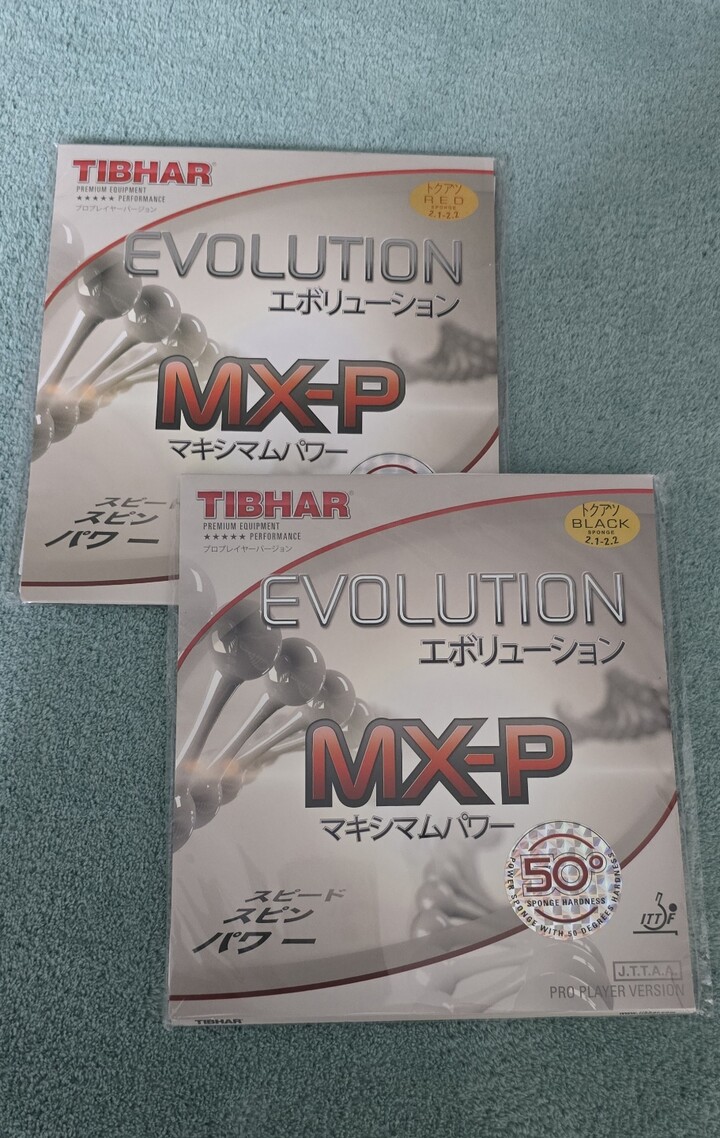 TIBHAR
PREMIUM EQUIPMENT
★★★★★ PERFORMANCE
プロプレイヤーバージョン
トクアツ
RED
SPONGE
2.1-2.2
EVOLUTION
エボリューション
MX-P
マキシマムパワー
スピード
スピン
パワー
TIBHAR
PREMIUM EQUIPMENT
★★★★★ PERFORMANCE
プロプレイヤーバージョン
トクアツ
BLACK
SPONGE
2.1-2.2
EVOLUTION
エボリューション
MX-P
マキシマムパワー
50°
SPONGE HARDNESS
POWER SPONGE WITH 50 DEGREES HARDNESS
スピード
スピン
パワー
ITTF
J.T.T.A.A.
PRO PLAYER VERSION
TIBHAR